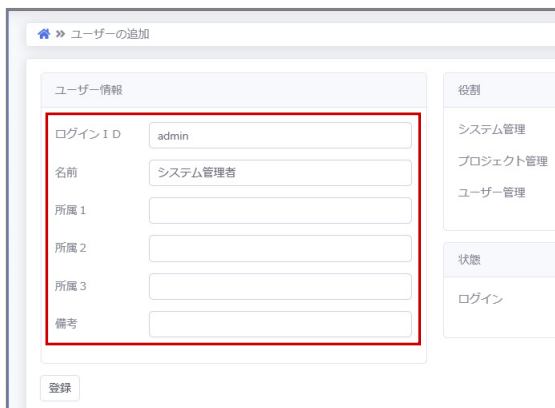 ユーザーの追加
ユーザー情報
ログインＩＤ admin
名前 システム管理者
所属１
所属２
所属３
備考
登録
役割
システム管理
プロジェクト管理
ユーザー管理
状態
ログイン